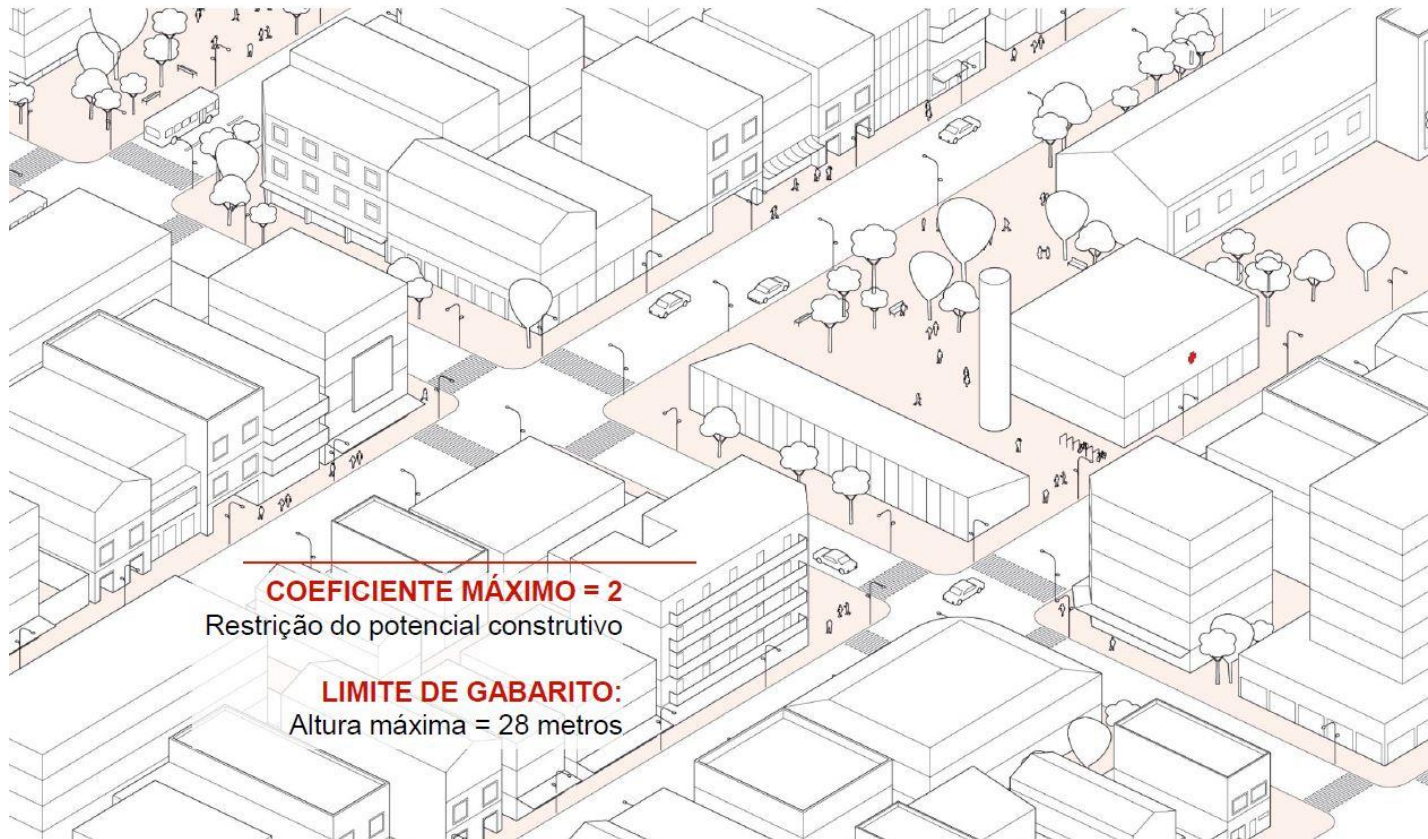 COEFICIENTE MÁXIMO = 2
Restrição do potencial construtivo
LIMITE DE GABARITO:
Altura máxima = 28 metros